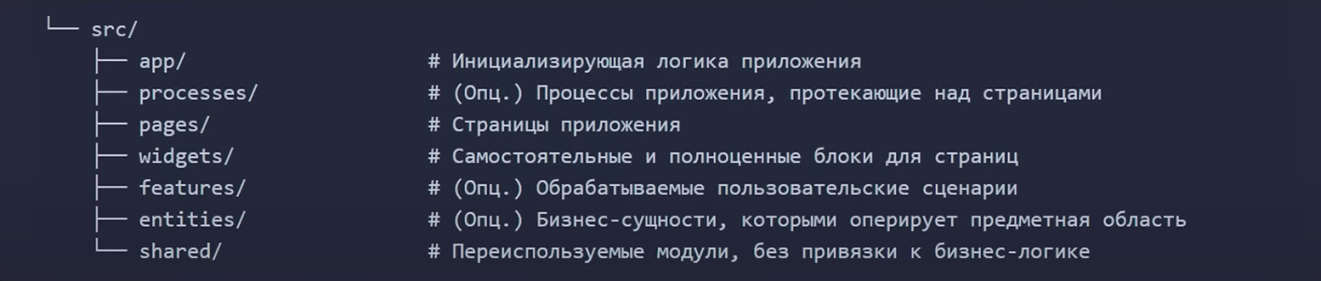 └── src/
├── app/ # Инициализирующая логика приложения
├── processes/ # (Опц.) Процессы приложения, протекающие над страницами
├── pages/ # Страницы приложения
├── widgets/ # Самостоятельные и полноценные блоки для страниц
├── features/ # (Опц.) Обрабатываемые пользовательские сценарии
├── entities/ # (Опц.) Бизнес-сущности, которыми оперирует предметная область
└── shared/ # Переиспользуемые модули, без привязки к бизнес-логике